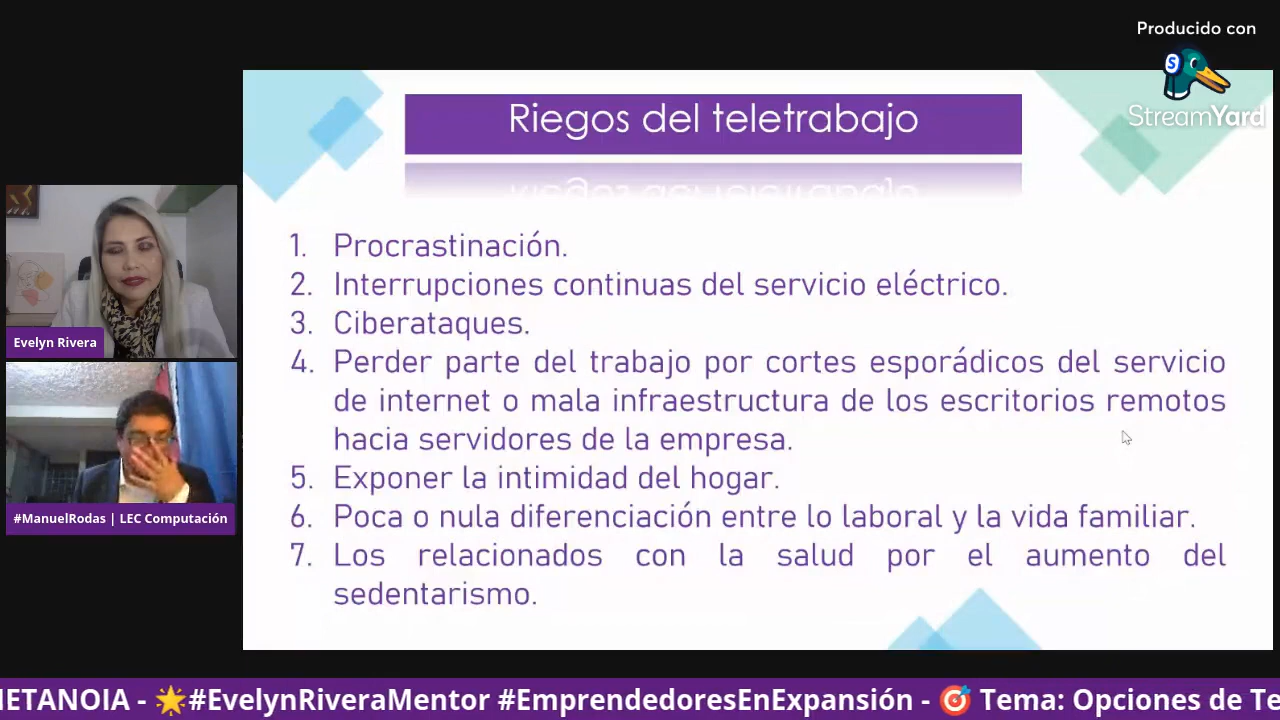 Producido con
StreamYard
Riegos del teletrabajo
1. Procrastinación.
2. Interrupciones continuas del servicio eléctrico.
3. Ciberataques.
4. Perder parte del trabajo por cortes esporádicos del servicio
de internet o mala infraestructura de los escritorios remotos
hacia servidores de la empresa.
5. Exponer la intimidad del hogar.
6. Poca o nula diferenciación entre lo laboral y la vida familiar.
7. Los relacionados con la salud por el aumento del
sedentarismo.
Evelyn Rivera
#ManuelRodas | LEC Computación
METANOIA - 🌟#EvelynRiveraMentor #EmprendedoresEnExpansión - 🎯 Tema: Opciones de Te